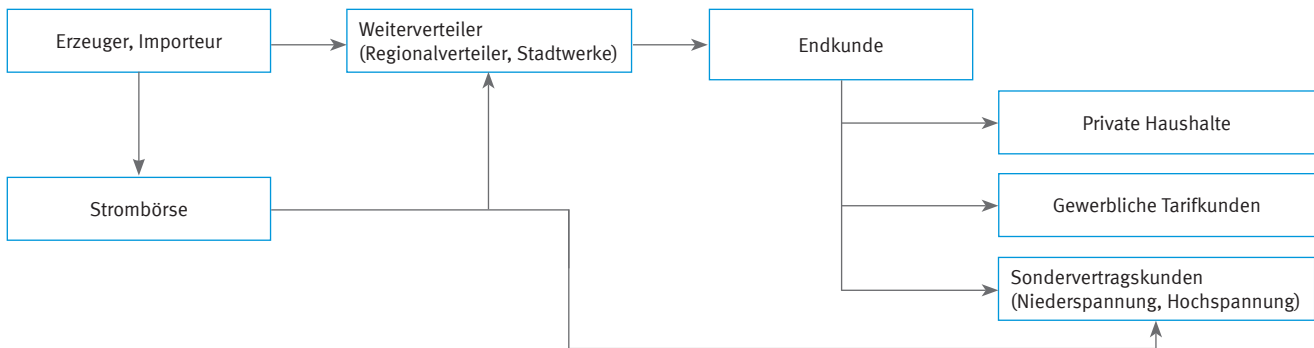 Erzeuger, Importeur
Weiterverteiler
(Regionalverteiler, Stadtwerke)
Endkunde
Private Haushalte
Strombörse
Gewerbliche Tarifkunden
Sondervertragskunden
(Niederspannung, Hochspannung)